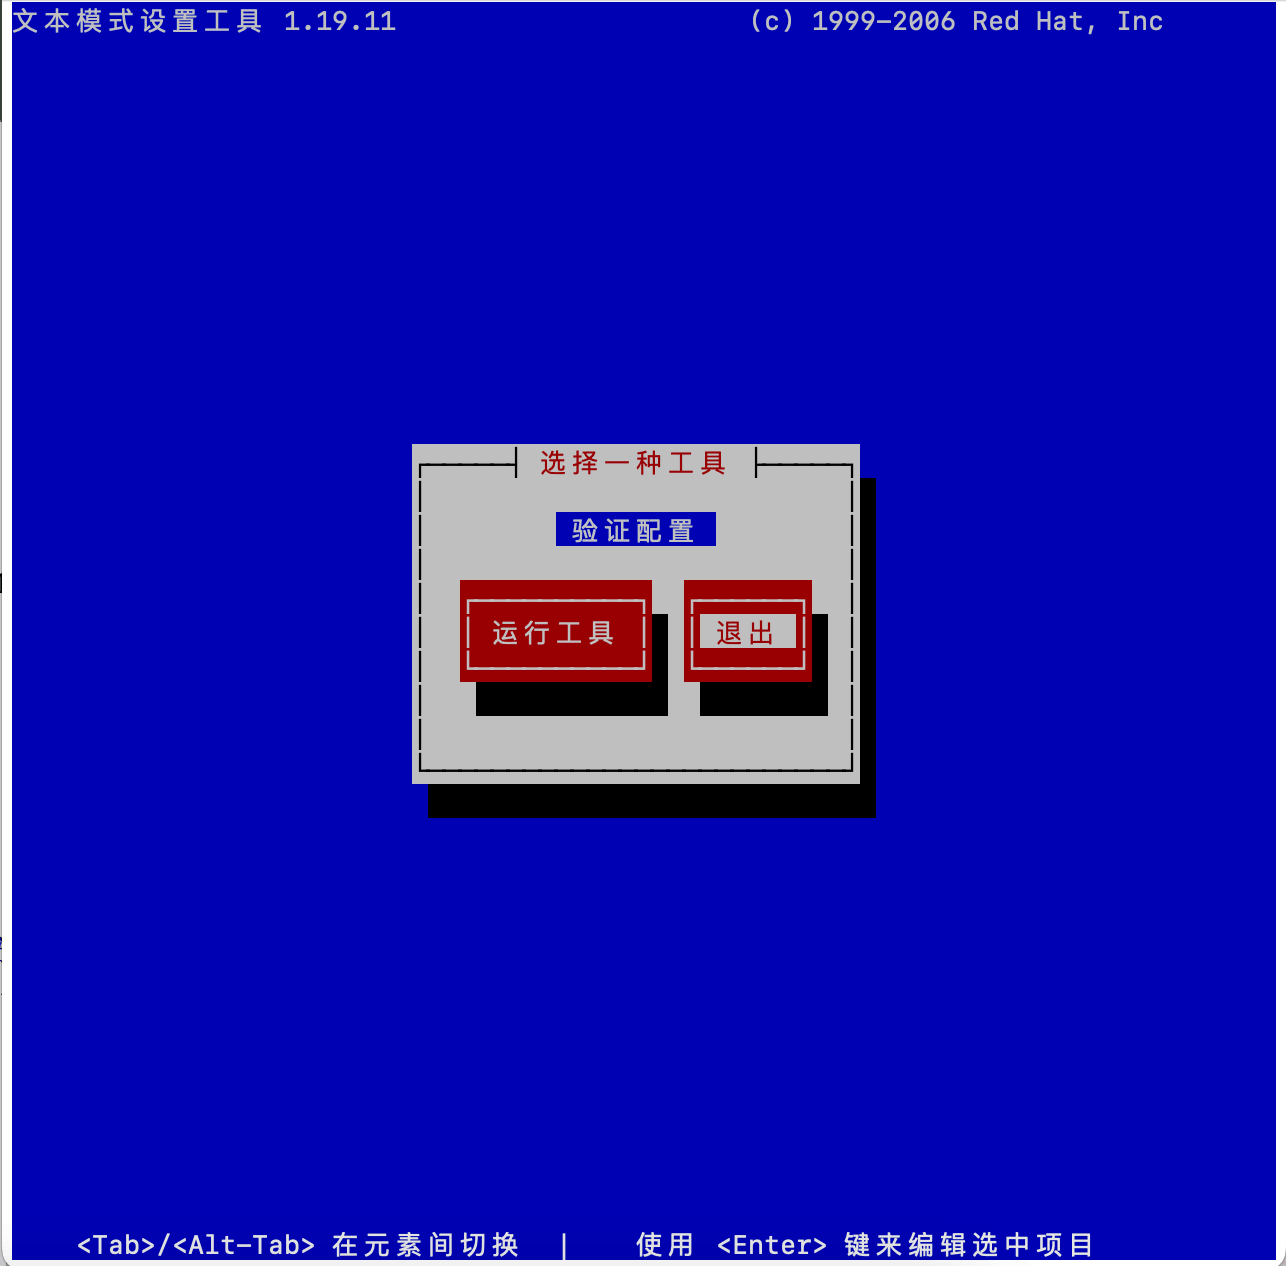 文本模式设置工具 1.19.11 (c) 1999-2006 Red Hat, Inc
选择一种工具
验证配置
运行工具 退出
<Tab>/<Alt-Tab> 在元素间切换 | 使用 <Enter> 键来编辑选中项目